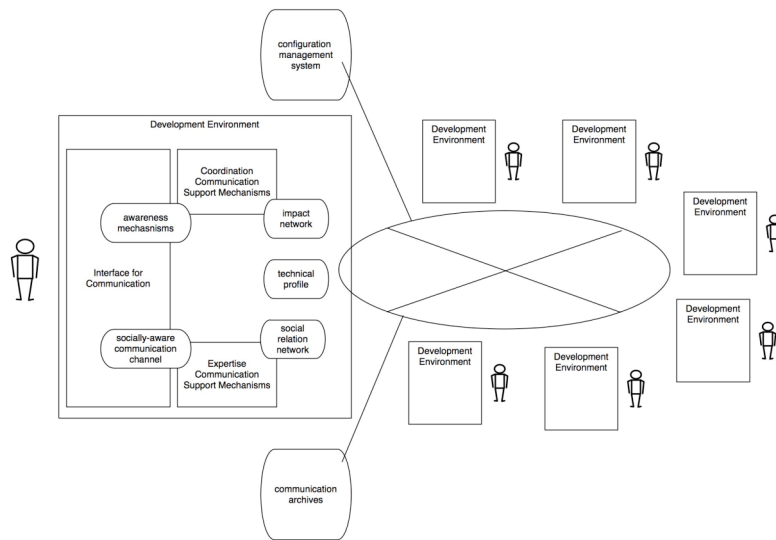 configuration
management
system
Development Environment
Coordination
Communication
Support Mechanisms
awareness
mechasnisms
impact
network
Interface for
Communication
technical
profile
socially-aware
communication
channel
social
relation
network
Expertise
Communication
Support Mechanisms
communication
archives
Development
Environment
Development
Environment
Development
Environment
Development
Environment
Development
Environment
Development
Environment